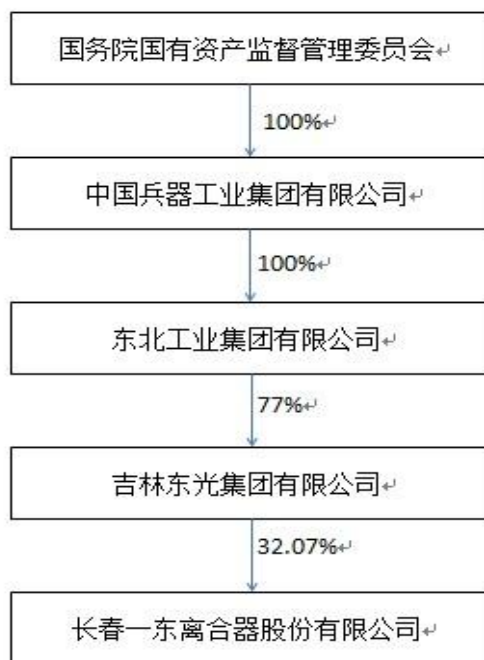 国务院国有资产监督管理委员会↵
100%↵
中国兵器工业集团有限公司↵
100%↵
东北工业集团有限公司↵
77%↵
吉林东光集团有限公司↵
32.07%↵
长春一东离合器股份有限公司↵